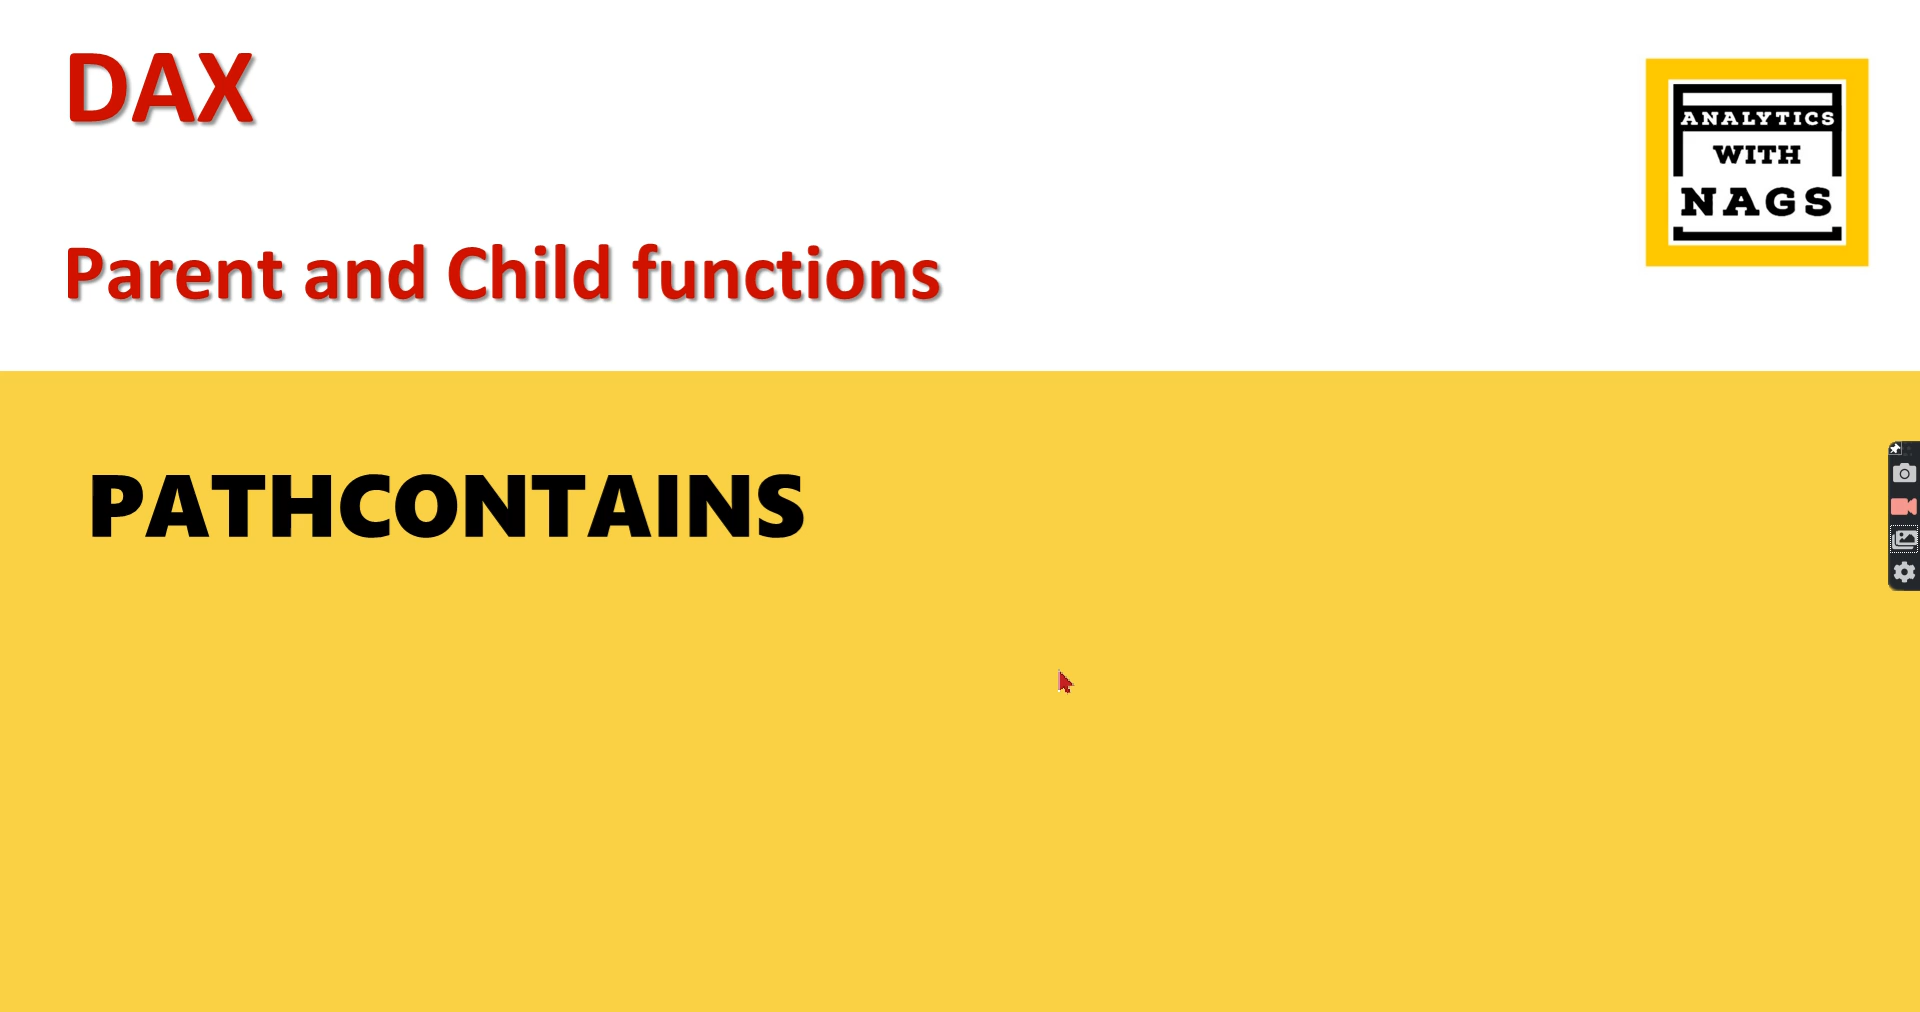 DAX
ANALYTICS
WITH
NAGS
Parent and Child functions
PATHCONTAINS